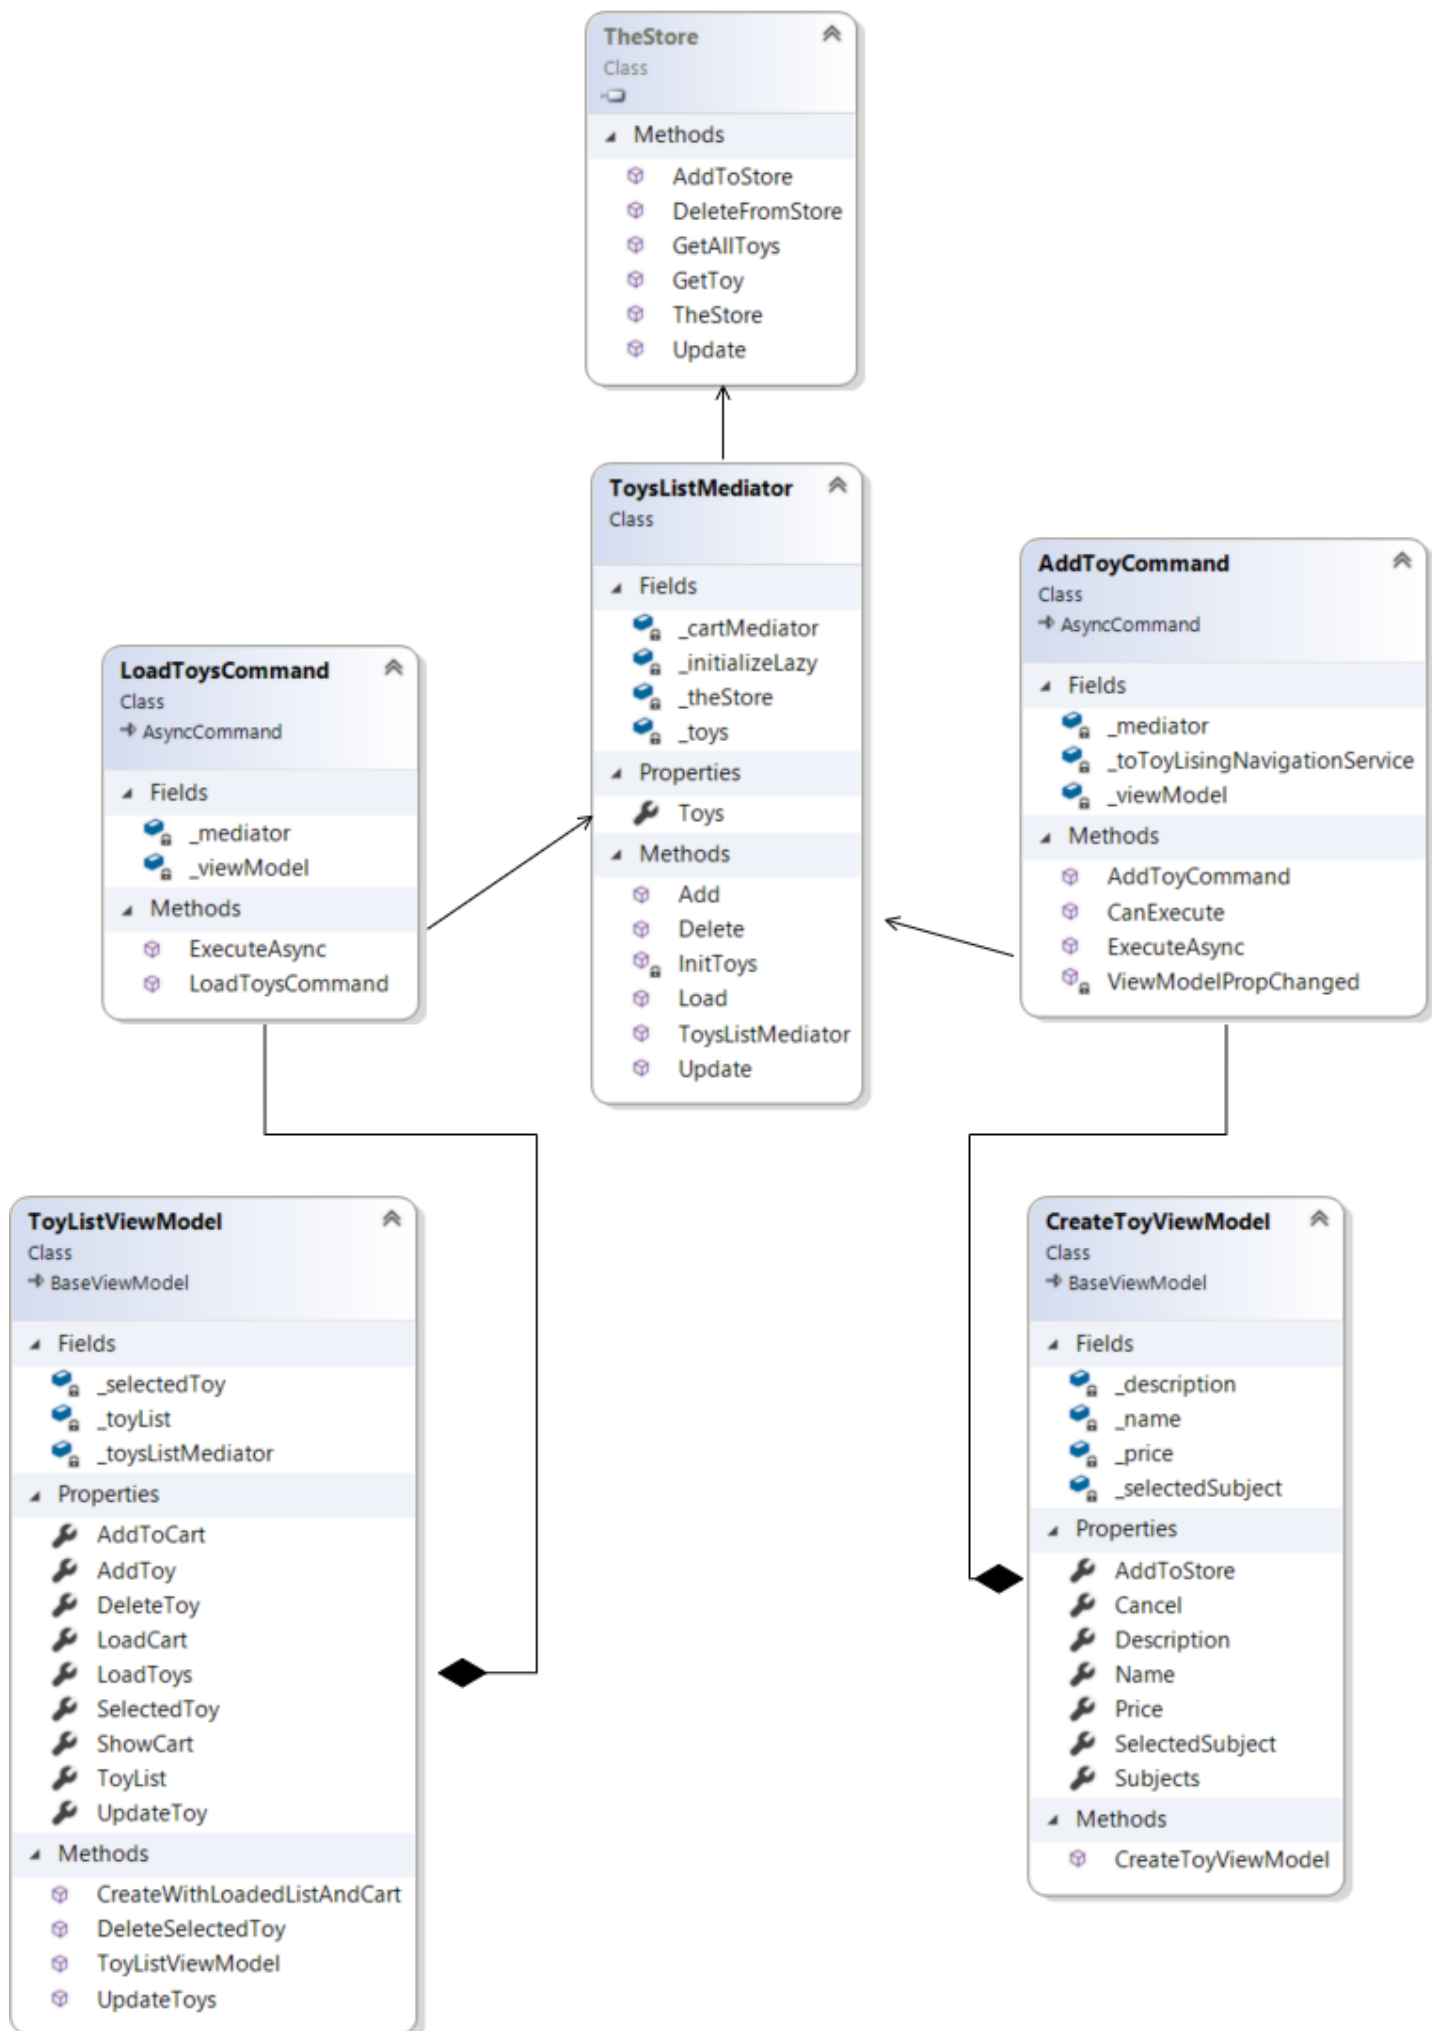 TheStore
Class
Methods
AddToStore
DeleteFromStore
GetAllToys
GetToy
TheStore
Update
ToysListMediator
Class
Fields
_cartMediator
_initializeLazy
_theStore
_toys
Properties
Toys
Methods
Add
Delete
InitToys
Load
ToysListMediator
Update
LoadToysCommand
Class
AsyncCommand
Fields
_mediator
_viewModel
Methods
ExecuteAsync
LoadToysCommand
AddToyCommand
Class
AsyncCommand
Fields
_mediator
_toToyLisingNavigationService
_viewModel
Methods
AddToyCommand
CanExecute
ExecuteAsync
ViewModelPropChanged
ToyListViewModel
Class
BaseViewModel
Fields
_selectedToy
_toyList
_toysListMediator
Properties
AddToCart
AddToy
DeleteToy
LoadCart
LoadToys
SelectedToy
ShowCart
ToyList
UpdateToy
Methods
CreateWithLoadedListAndCart
DeleteSelectedToy
ToyListViewModel
UpdateToys
CreateToyViewModel
Class
BaseViewModel
Fields
_description
_name
_price
_selectedSubject
Properties
AddToStore
Cancel
Description
Name
Price
SelectedSubject
Subjects
Methods
CreateToyViewModel